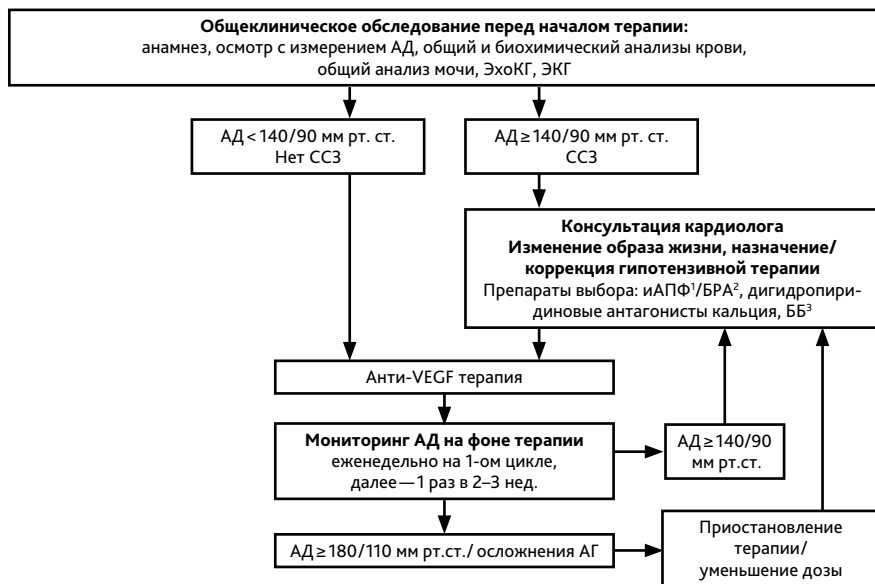 Общеклиническое обследование перед началом терапии:
анамнез, осмотр с измерением АД, общий и биохимический анализы крови,
общий анализ мочи, ЭхоКГ, ЭКГ
АД < 140/90 мм рт. ст.
Нет ССЗ
АД ≥ 140/90 мм рт. ст.
ССЗ
Консультация кардиолога
Изменение образа жизни, назначение/
коррекция гипотензивной терапии
Препараты выбора: иАПФ¹/БРА², дигидропири-
диновые антагонисты кальция, ББ³
Анти-VEGF терапия
Мониторинг АД на фоне терапии
еженедельно на 1-ом цикле,
далее — 1 раз в 2–3 нед.
АД ≥ 140/90
мм рт.ст.
АД ≥ 180/110 мм рт.ст./ осложнения АГ
Приостановление
терапии/
уменьшение дозы